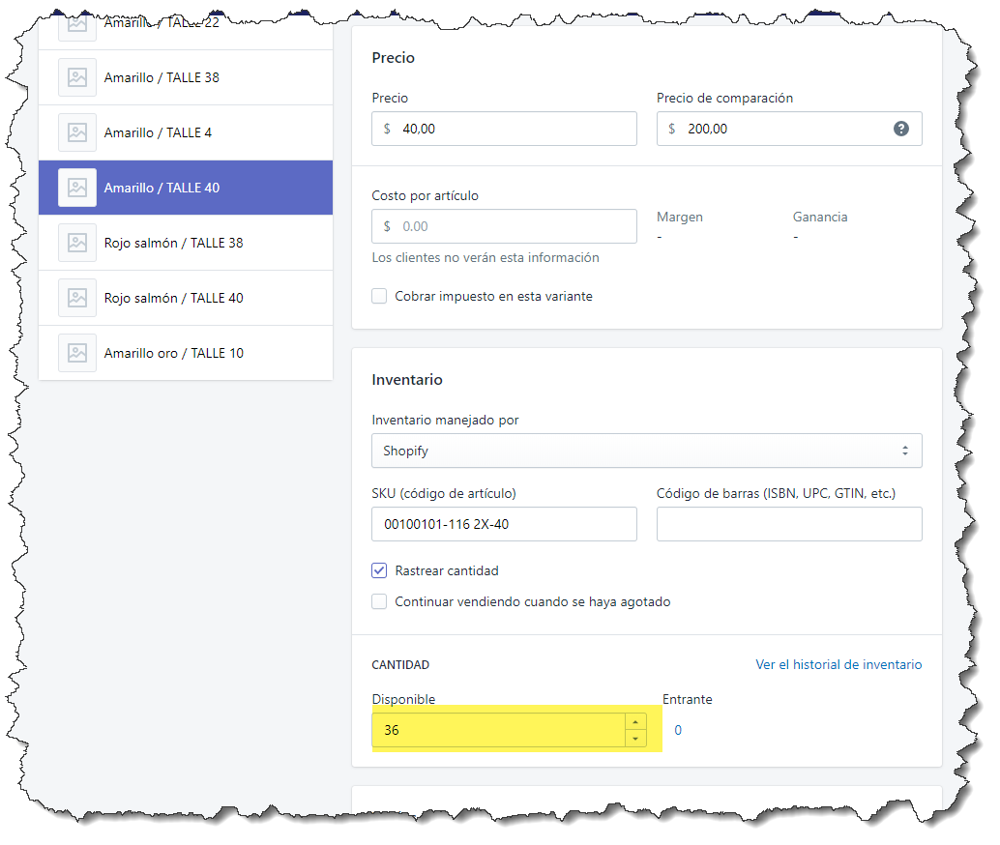 Amarillo / TALLE 22
Amarillo / TALLE 38
Amarillo / TALLE 4
Amarillo / TALLE 40
Rojo salmón / TALLE 38
Rojo salmón / TALLE 40
Amarillo oro / TALLE 10
Precio
Precio Precio de comparación
$ 40,00 $ 200,00 ?
Costo por artículo
$ 0.00
Margen Ganancia
- -
Los clientes no verán esta información
Cobrar impuesto en esta variante
Inventario
Inventario manejado por
Shopify
SKU (código de artículo) Código de barras (ISBN, UPC, GTIN, etc.)
00100101-116 2X-40
Rastrear cantidad
Continuar vendiendo cuando se haya agotado
CANTIDAD Ver el historial de inventario
Disponible Entrante
36 0